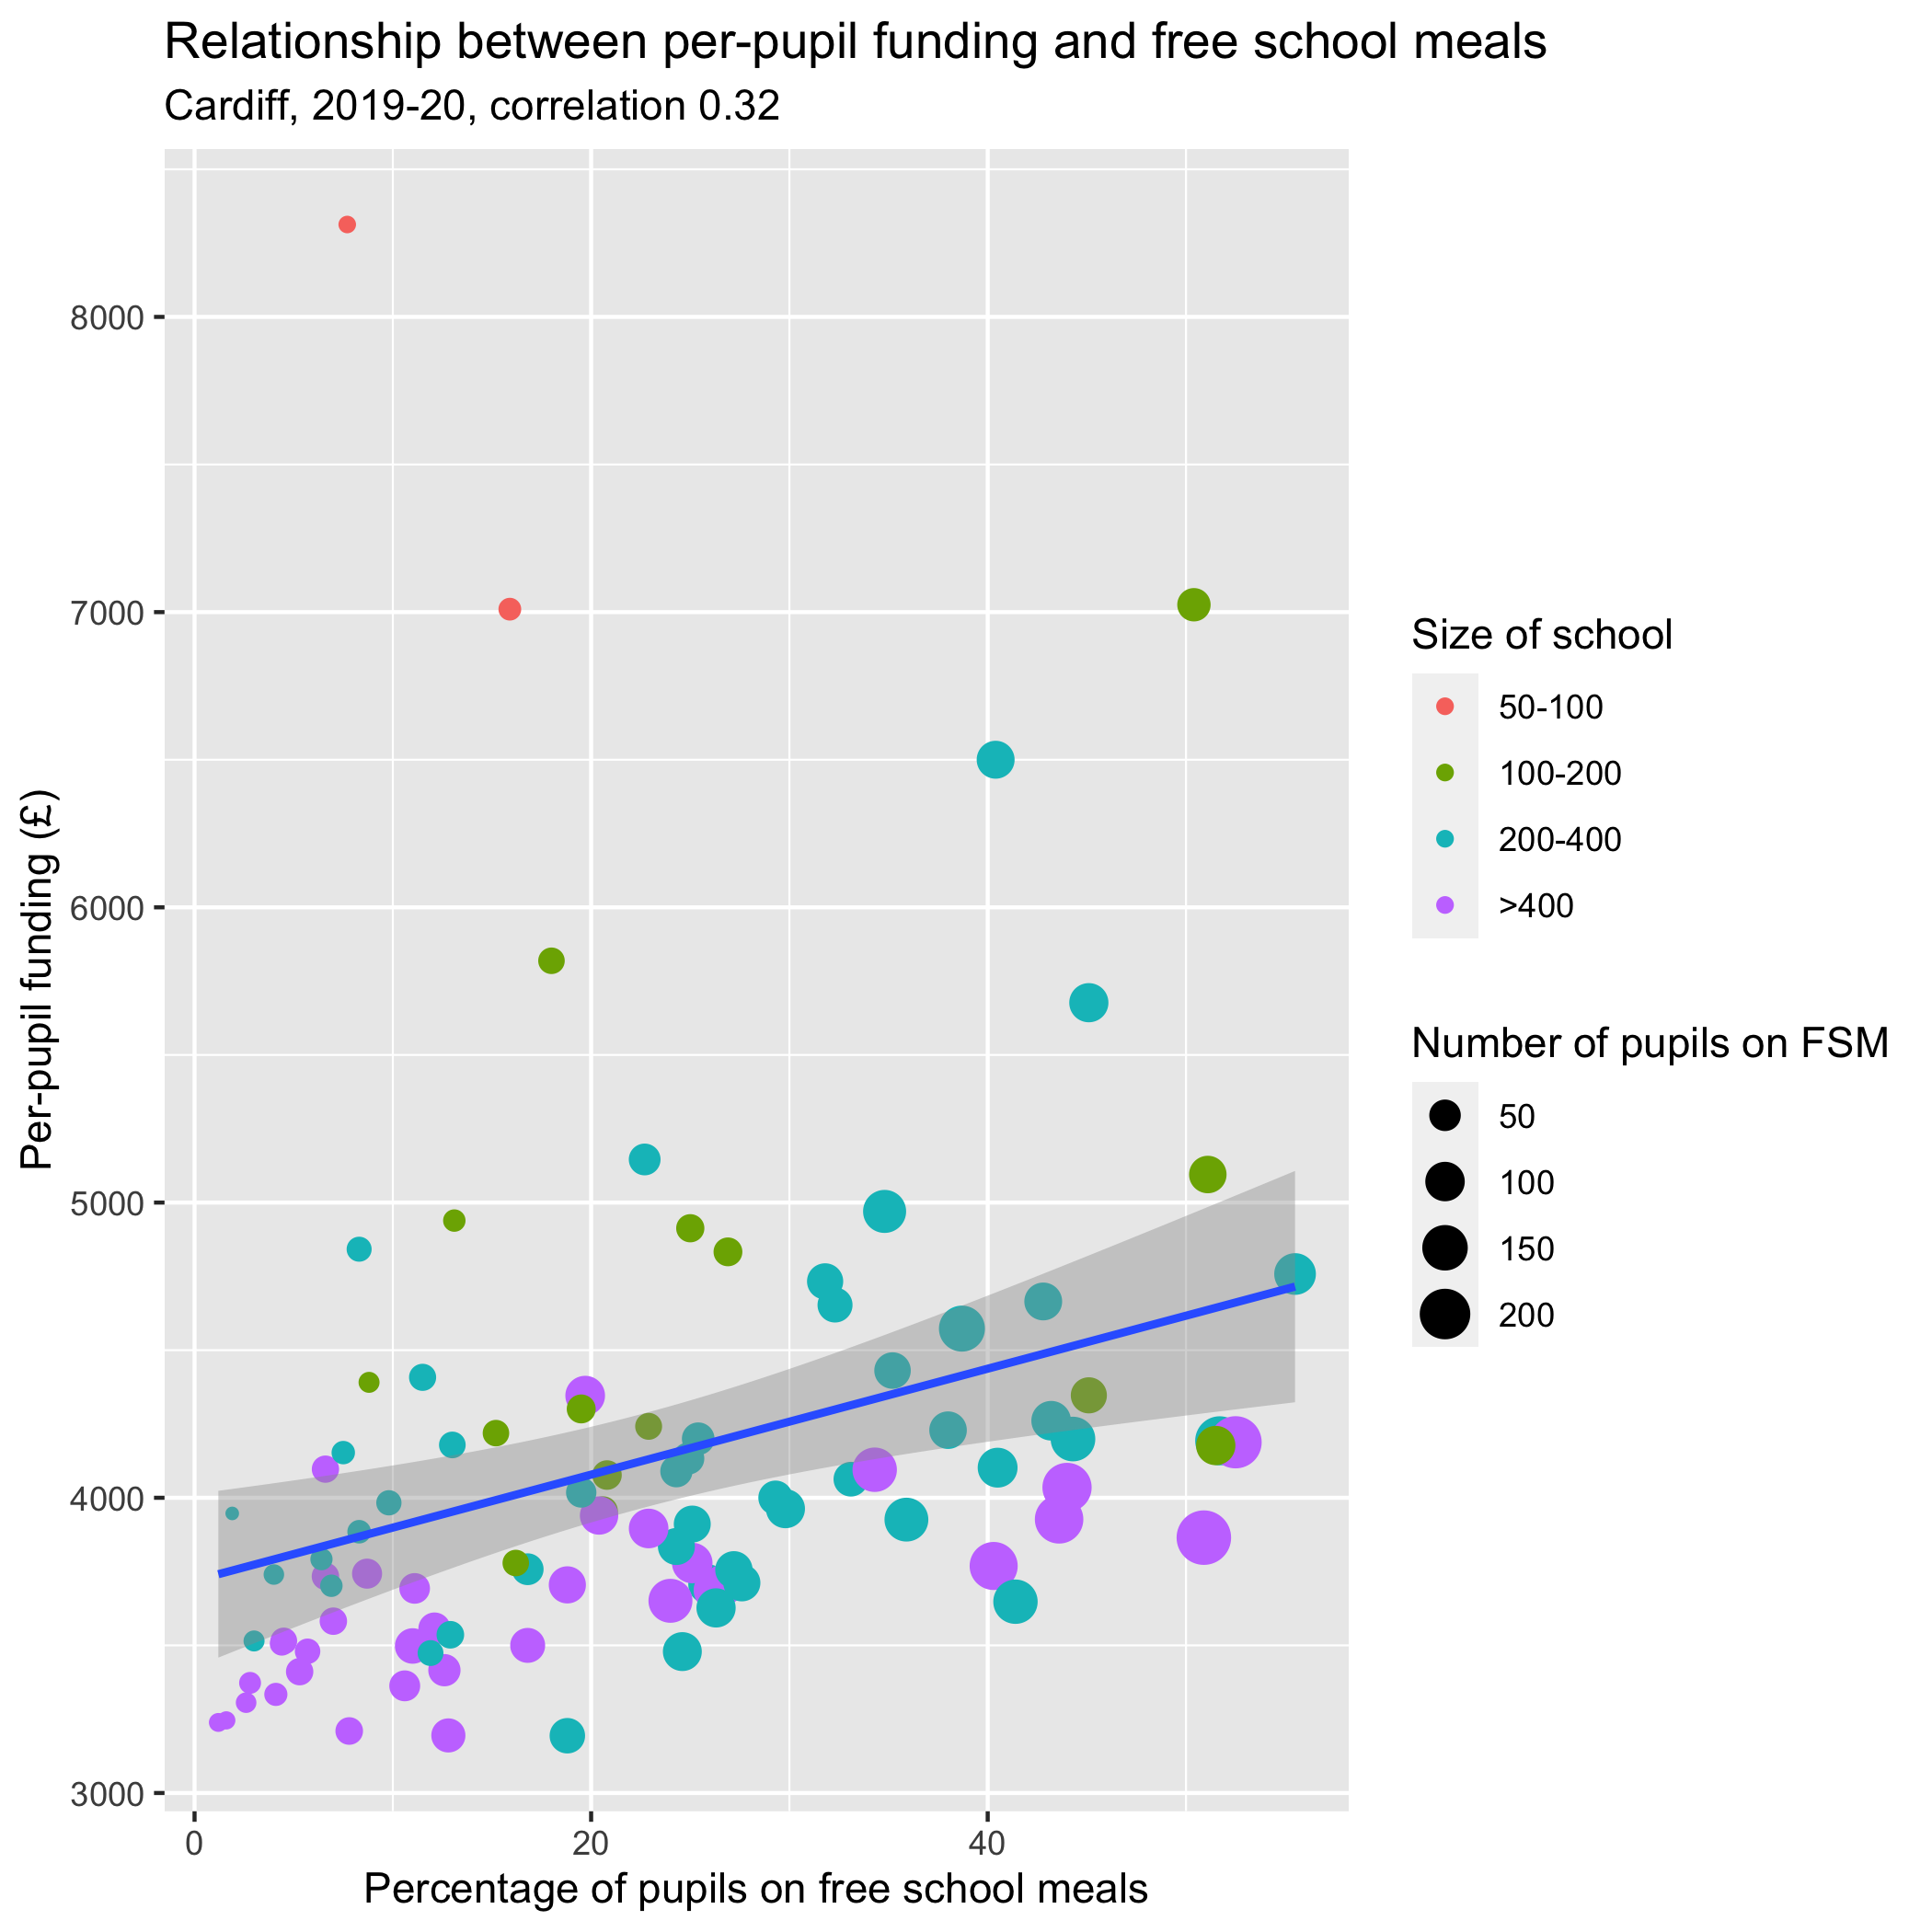 Relationship between per-pupil funding and free school meals
Cardiff, 2019-20, correlation 0.32
Per-pupil funding (£)
8000
7000
6000
5000
4000
3000
0
20
40
Percentage of pupils on free school meals
Size of school
50-100
100-200
200-400
>400
Number of pupils on FSM
50
100
150
200